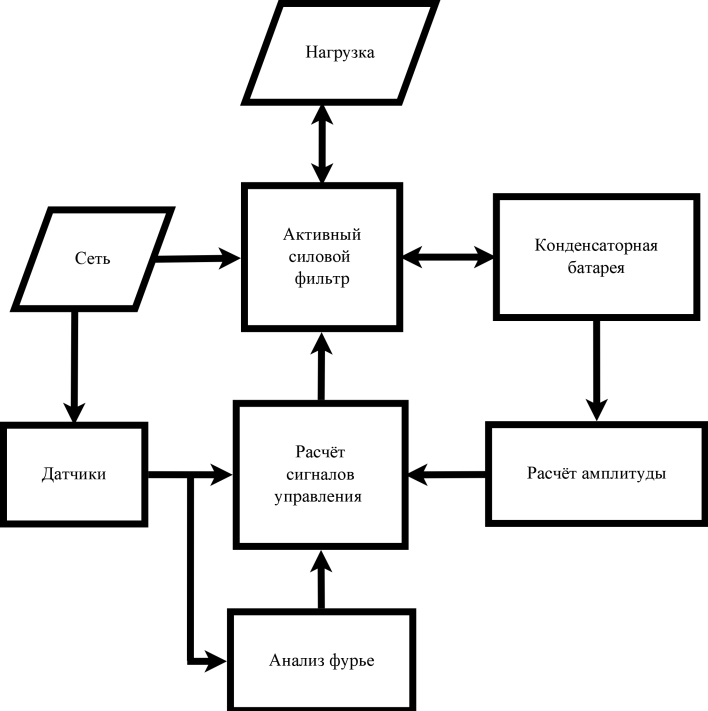 Нагрузка
Активный
силовой
фильтр
Сеть
Конденсаторная
батарея
Датчики
Расчёт
сигналов
управления
Расчёт амплитуды
Анализ фурье